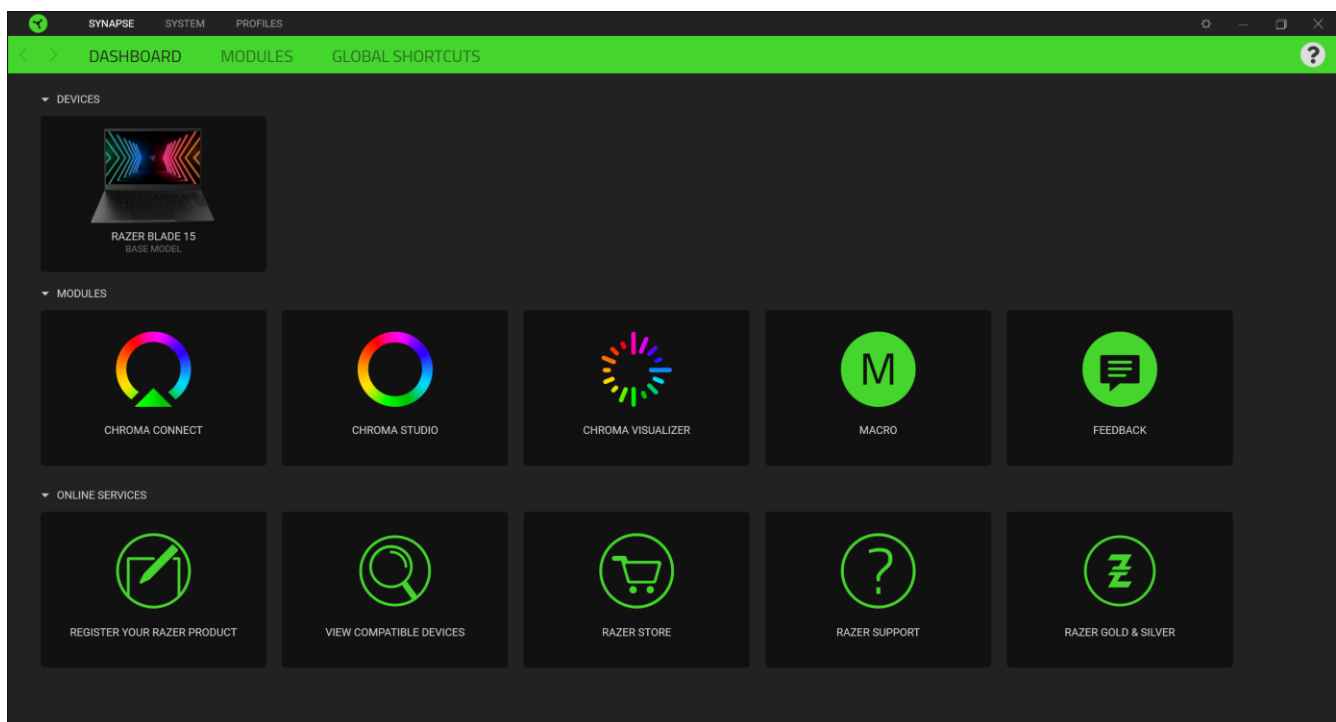 SYNAPSE SYSTEM PROFILES
DASHBOARD MODULES GLOBAL SHORTCUTS
?
DEVICES
RAZER BLADE 15
BASE MODEL
MODULES
CHROMA CONNECT
CHROMA STUDIO
CHROMA VISUALIZER
M
MACRO
FEEDBACK
ONLINE SERVICES
REGISTER YOUR RAZER PRODUCT
VIEW COMPATIBLE DEVICES
RAZER STORE
?
RAZER SUPPORT
RAZER GOLD & SILVER